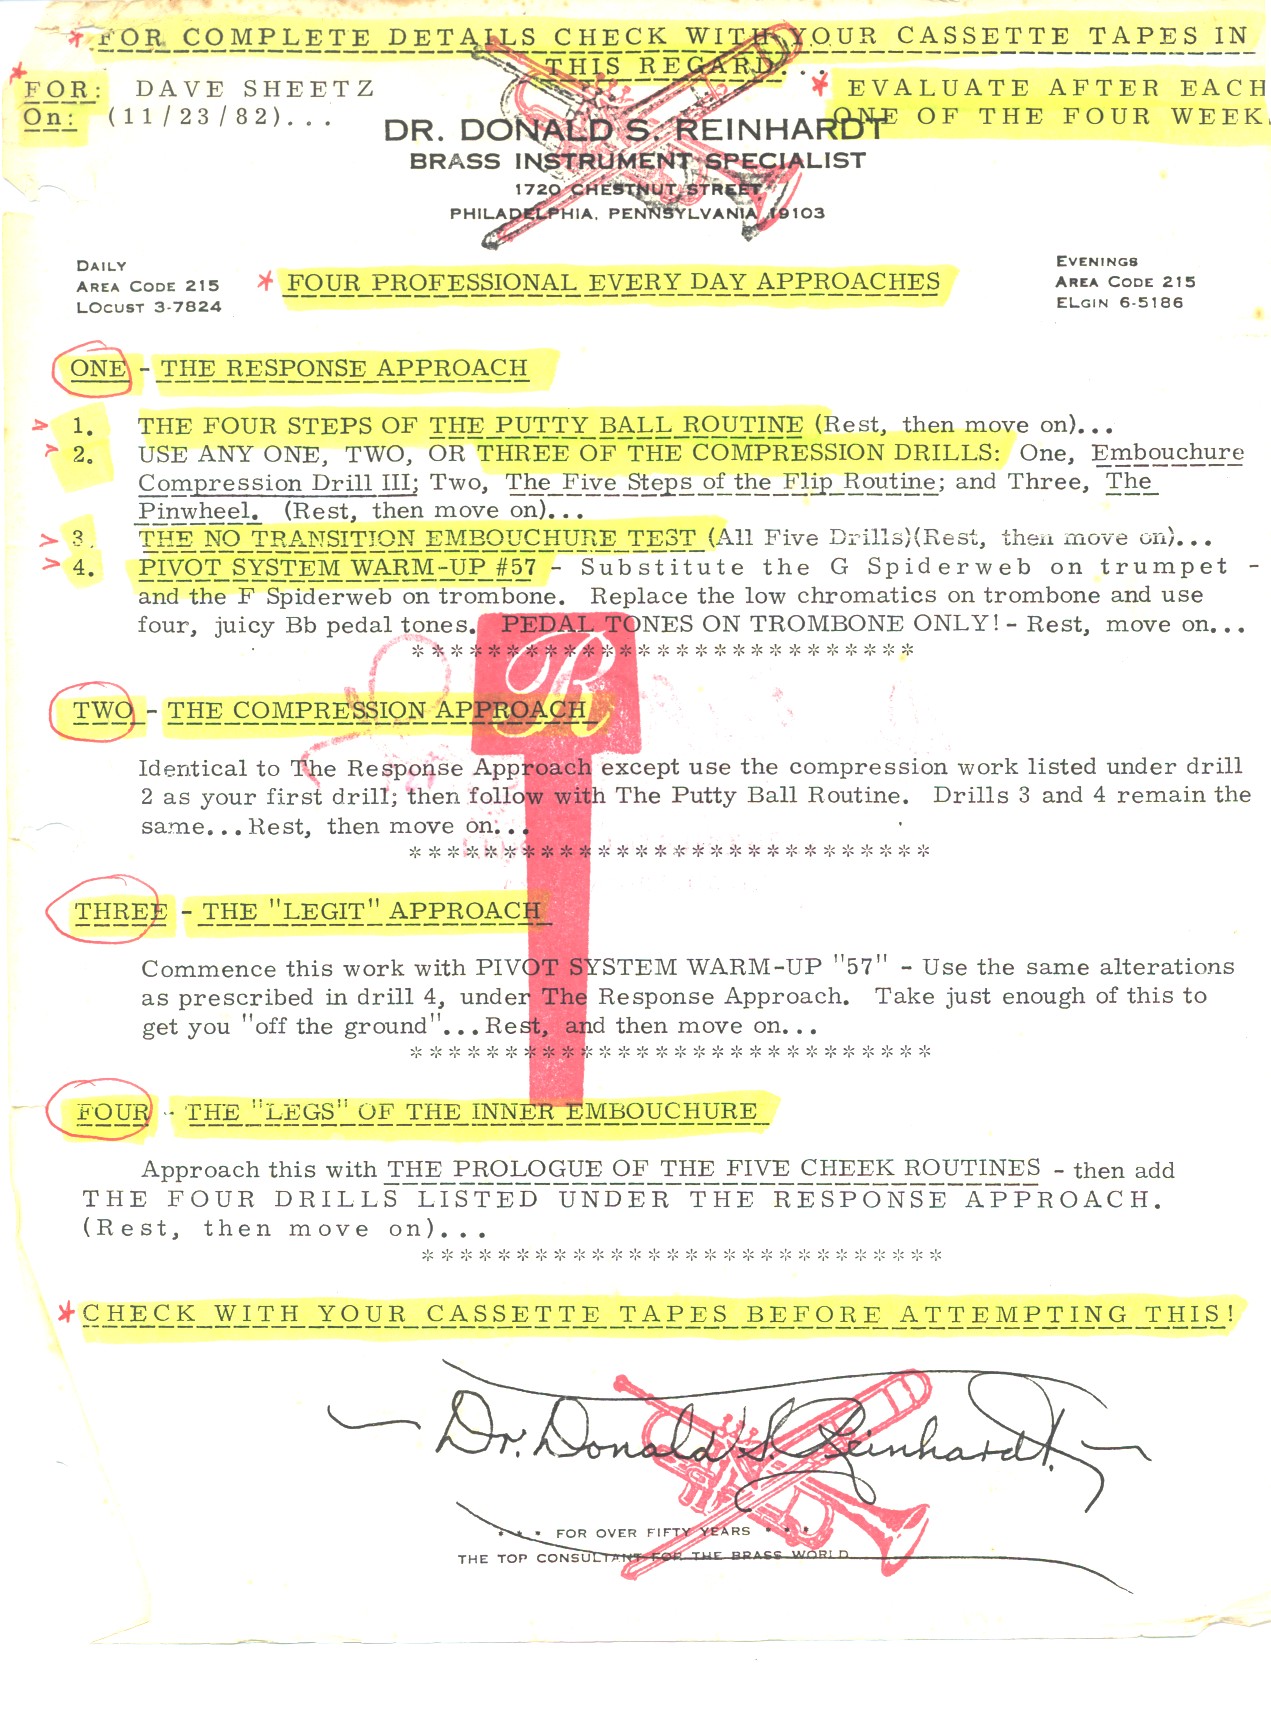 * FOR COMPLETE DETAILS CHECK WITH YOUR CASSETTE TAPES IN
THIS REGARD...
* FOR: DAVE SHEETZ
On: (11/23/82)...
* EVALUATE AFTER EACH
ONE OF THE FOUR WEEK
DR. DONALD S. REINHARDT
BRASS INSTRUMENT SPECIALIST
1720 CHESTNUT STREET
PHILADELPHIA, PENNSYLVANIA 19103
DAILY
AREA CODE 215
LOCUST 3-7824
* FOUR PROFESSIONAL EVERY DAY APPROACHES
EVENINGS
AREA CODE 215
ELGIN 6-5186
ONE - THE RESPONSE APPROACH
> 1. THE FOUR STEPS OF THE PUTTY BALL ROUTINE (Rest, then move on)...
> 2. USE ANY ONE, TWO, OR THREE OF THE COMPRESSION DRILLS: One, Embouchure
Compression Drill III; Two, The Five Steps of the Flip Routine; and Three, The
Pinwheel. (Rest, then move on)...
> 3. THE NO TRANSITION EMBOUCHURE TEST (All Five Drills)(Rest, then move on)...
> 4. PIVOT SYSTEM WARM-UP #57 - Substitute the G Spiderweb on trumpet -
and the F Spiderweb on trombone. Replace the low chromatics on trombone and use
four, juicy Bb pedal tones. PEDAL TONES ON TROMBONE ONLY! - Rest, move on...
***************************
R
TWO - THE COMPRESSION APPROACH
Identical to The Response Approach except use the compression work listed under drill
2 as your first drill; then follow with The Putty Ball Routine. Drills 3 and 4 remain the
same...Rest, then move on...
****************************
THREE - THE "LEGIT" APPROACH
Commence this work with PIVOT SYSTEM WARM-UP "57" - Use the same alterations
as prescribed in drill 4, under The Response Approach. Take just enough of this to
get you "off the ground"...Rest, and then move on...
****************************
FOUR - THE "LEGS" OF THE INNER EMBOUCHURE
Approach this with THE PROLOGUE OF THE FIVE CHEEK ROUTINES - then add
THE FOUR DRILLS LISTED UNDER THE RESPONSE APPROACH.
(Rest, then move on)...
****************************
* CHECK WITH YOUR CASSETTE TAPES BEFORE ATTEMPTING THIS!
Dr. Donald S. Reinhardt.
• • • FOR OVER FIFTY YEARS • • •
THE TOP CONSULTANT FOR THE BRASS WORLD